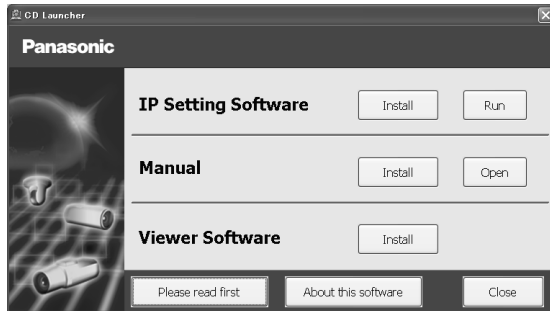 CD Launcher
Panasonic
IP Setting Software Install Run
Manual Install Open
Viewer Software Install
Please read first About this software Close